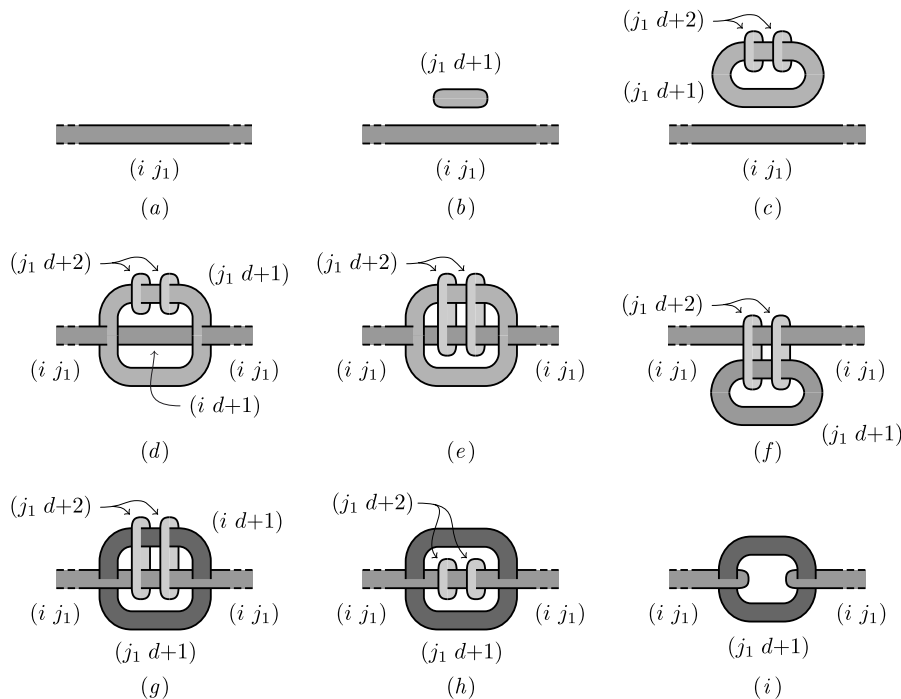 (j₁ d+2)
(j₁ d+1)
(j₁ d+1)
(i j₁) (i j₁) (i j₁)
(a) (b) (c)
(j₁ d+2) (j₁ d+1) (j₁ d+2)
(j₁ d+2)
(i j₁) (i j₁) (i j₁) (i j₁) (i j₁) (i j₁)
(i d+1)
(j₁ d+1)
(d) (e) (f)
(j₁ d+2) (i d+1) (j₁ d+2)
(i j₁) (i j₁) (i j₁) (i j₁) (i j₁) (i j₁)
(j₁ d+1) (j₁ d+1) (j₁ d+1)
(g) (h) (i)